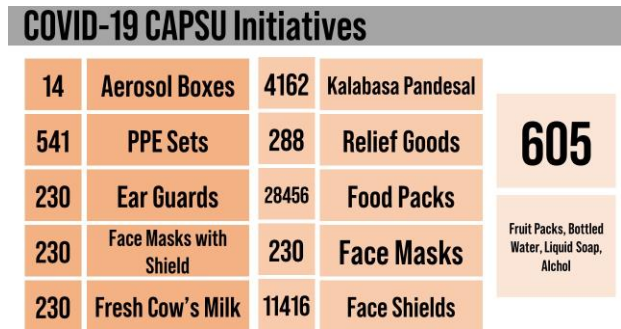 COVID-19 CAPSU Initiatives
14 Aerosol Boxes 4162 Kalabasa Pandesal
541 PPE Sets 288 Relief Goods
230 Ear Guards 28456 Food Packs
230 Face Masks with
Shield 230 Face Masks
230 Fresh Cow's Milk 11416 Face Shields
605
Fruit Packs, Bottled
Water, Liquid Soap,
Alchol